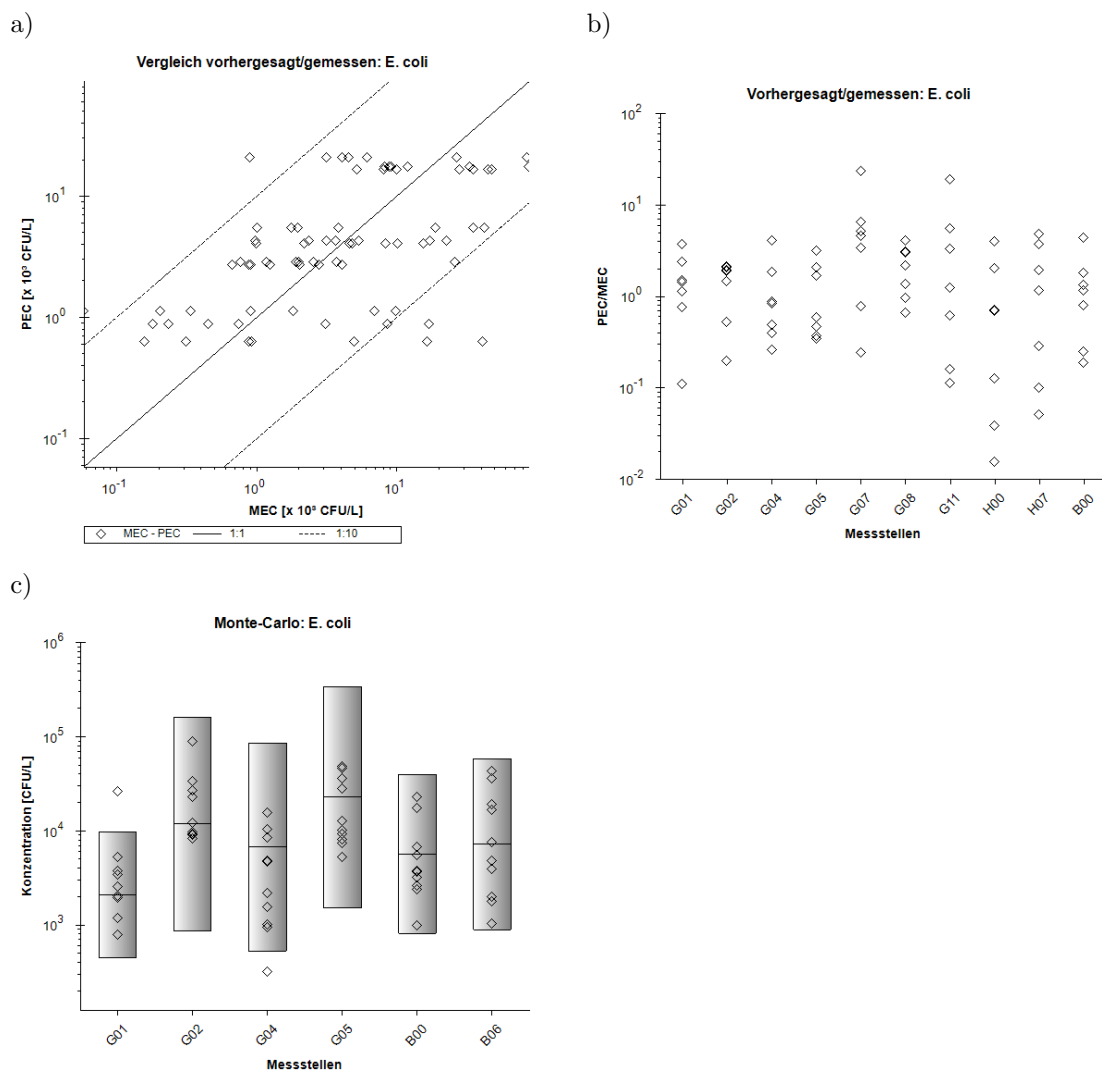 a)
Vergleich vorhergesagt/gemessen: E. coli
PEC [x 10³ CFU/L]
10¹
10⁰
10⁻¹
10⁻¹ 10⁰ 10¹
MEC [x 10³ CFU/L]
MEC - PEC 1:1 1:10
b)
Vorhergesagt/gemessen: E. coli
PEC/MEC
10²
10¹
10⁰
10⁻¹
10⁻²
G01 G02 G04 G05 G07 G08 G11 H00 H07 B00
Messstellen
c)
Monte-Carlo: E. coli
Konzentration [CFU/L]
10⁶
10⁵
10⁴
10³
G01 G02 G04 G05 B00 B06
Messstellen